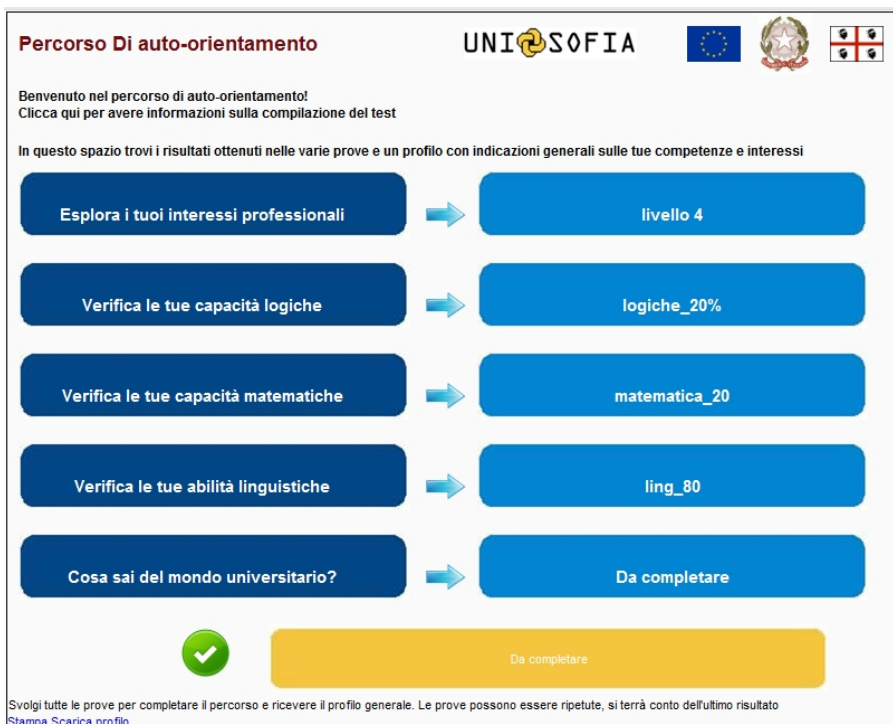 Percorso Di auto-orientamento
UNISOFIA
Benvenuto nel percorso di auto-orientamento!
Clicca qui per avere informazioni sulla compilazione del test
In questo spazio trovi i risultati ottenuti nelle varie prove e un profilo con indicazioni generali sulle tue competenze e interessi
Esplora i tuoi interessi professionali
livello 4
Verifica le tue capacità logiche
logiche_20%
Verifica le tue capacità matematiche
matematica_20
Verifica le tue abilità linguistiche
ling_80
Cosa sai del mondo universitario?
Da completare
Da completare
Svolgi tutte le prove per completare il percorso e ricevere il profilo generale. Le prove possono essere ripetute, si terrà conto dell'ultimo risultato
Stampa Scarica profilo